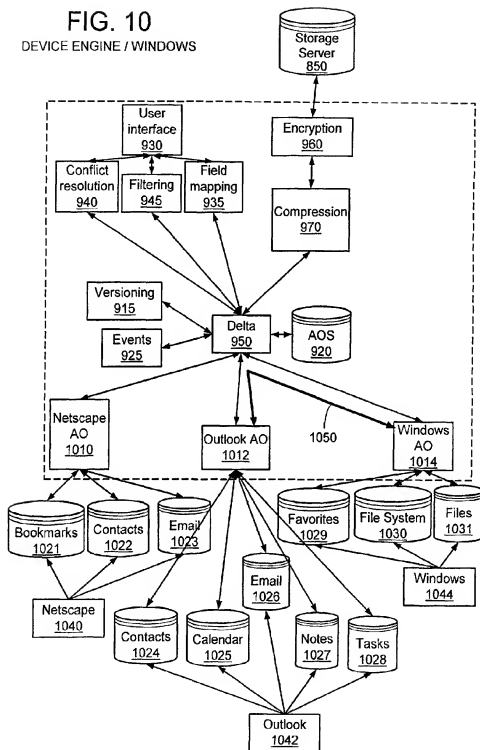 FIG. 10
DEVICE ENGINE / WINDOWS
Storage
Server
850
User
interface
930
Encryption
960
Conflict
resolution
940
Filtering
945
Field
mapping
935
Compression
970
Versioning
915
Events
925
Delta
950
AOS
920
1050
Netscape
AO
1010
Outlook AO
1012
Windows
AO
1014
Bookmarks
1021
Contacts
1022
Email
1023
Favorites
1029
File System
1030
Files
1031
Netscape
1040
Windows
1044
Contacts
1024
Calendar
1025
Email
1026
Notes
1027
Tasks
1028
Outlook
1042